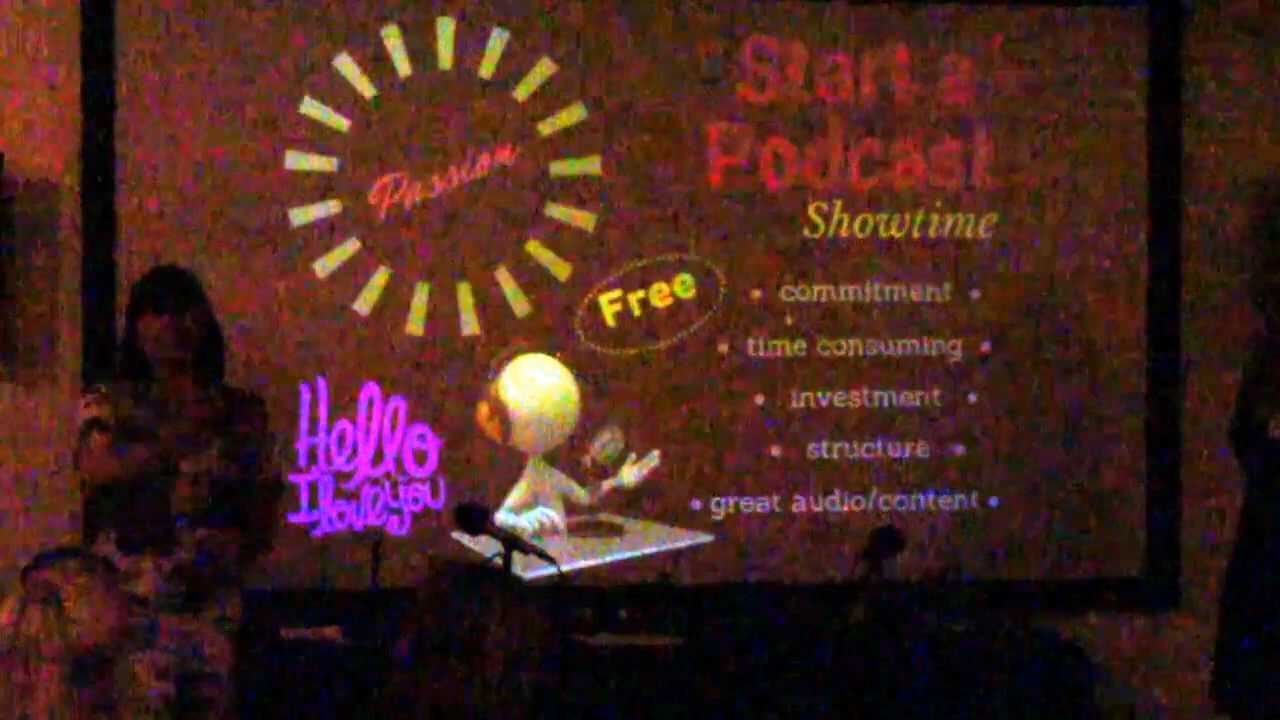 Passion
Start a
Podcast
Showtime
Free
• commitment •
• time consuming •
• investment •
• structure •
• great audio/content •
Hello
I love you